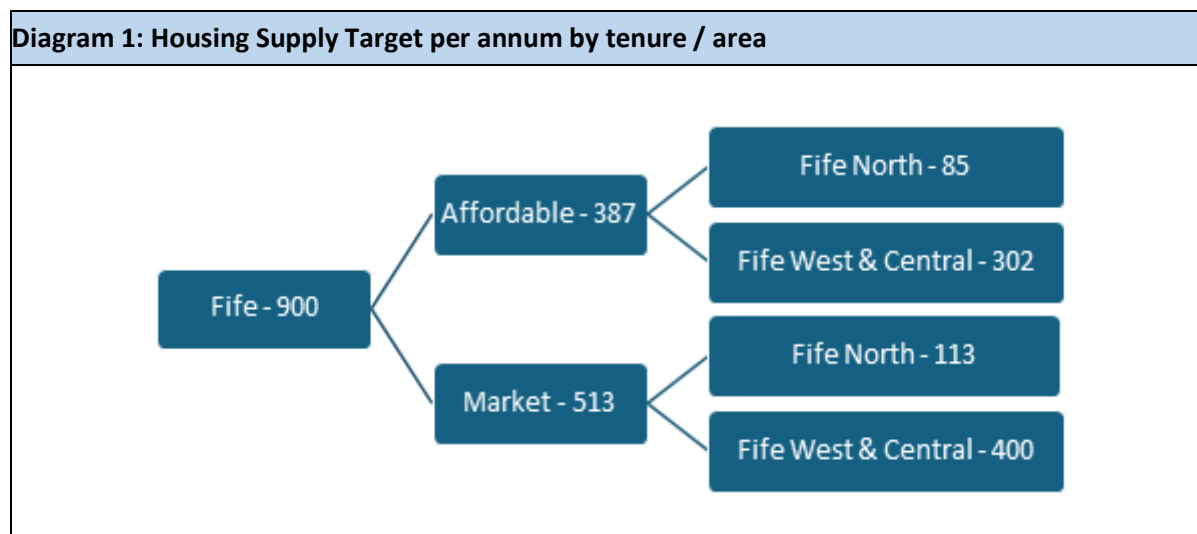 Diagram 1: Housing Supply Target per annum by tenure / area
Fife - 900
Affordable - 387
Market - 513
Fife North - 85
Fife West & Central - 302
Fife North - 113
Fife West & Central - 400